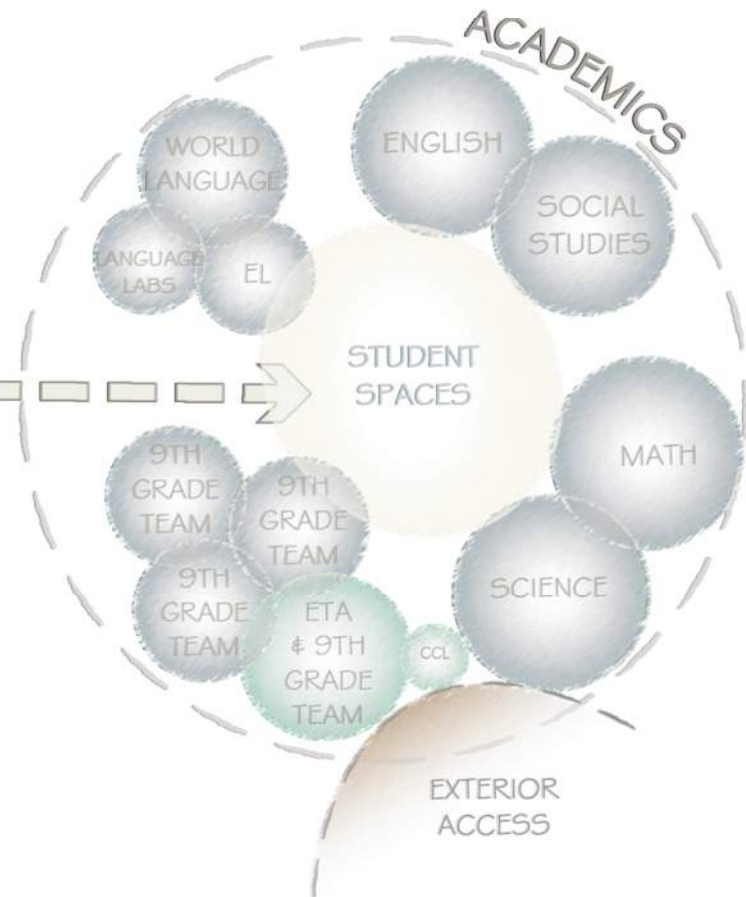 ACADEMICS
WORLD
LANGUAGE
LANGUAGE
LABS
EL
ENGLISH
SOCIAL
STUDIES
STUDENT
SPACES
MATH
SCIENCE
9TH
GRADE
TEAM
9TH
GRADE
TEAM
9TH
GRADE
TEAM
ETA
& 9TH
GRADE
TEAM
CCL
EXTERIOR
ACCESS